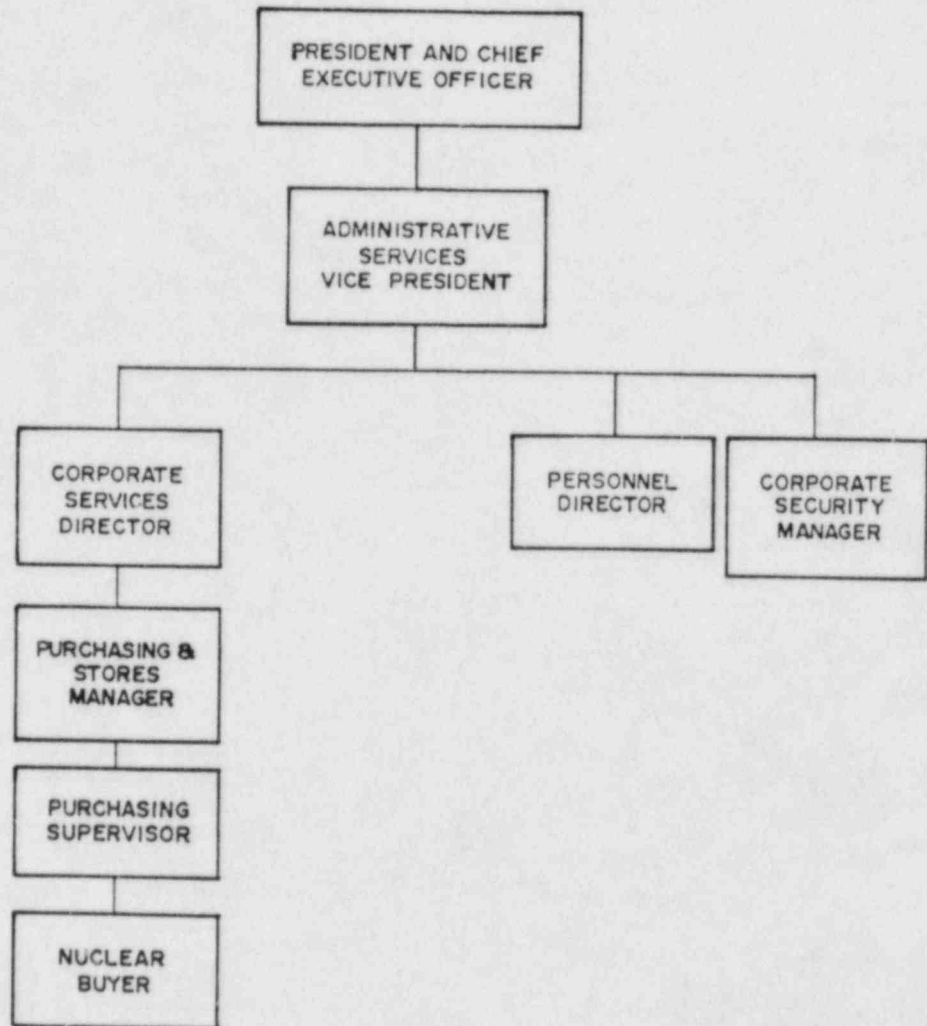 PRESIDENT AND CHIEF
EXECUTIVE OFFICER
ADMINISTRATIVE
SERVICES
VICE PRESIDENT
CORPORATE
SERVICES
DIRECTOR
PERSONNEL
DIRECTOR
CORPORATE
SECURITY
MANAGER
PURCHASING &
STORES
MANAGER
PURCHASING
SUPERVISOR
NUCLEAR
BUYER